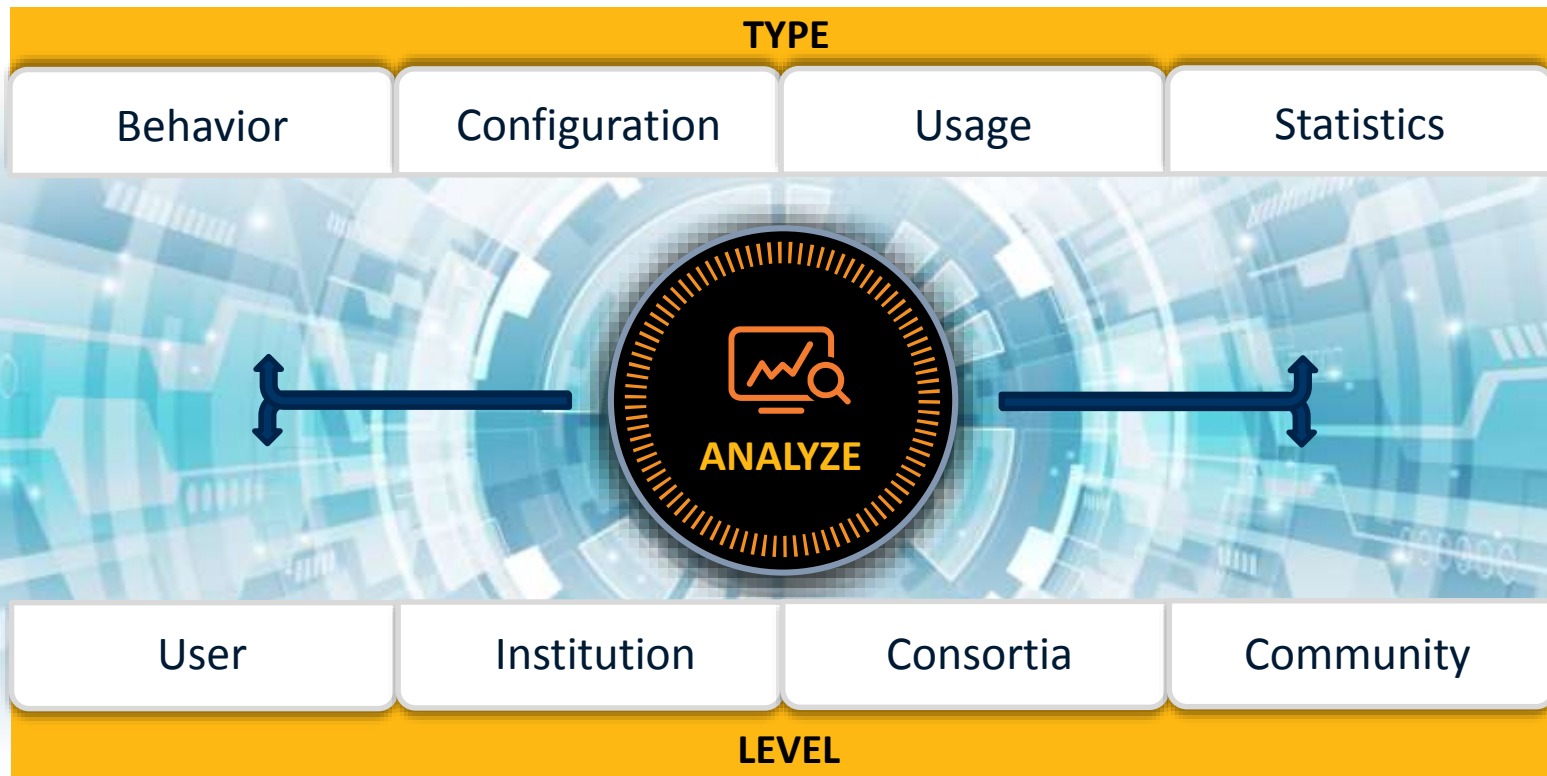 TYPE
Behavior Configuration Usage Statistics
ANALYZE
User Institution Consortia Community
LEVEL